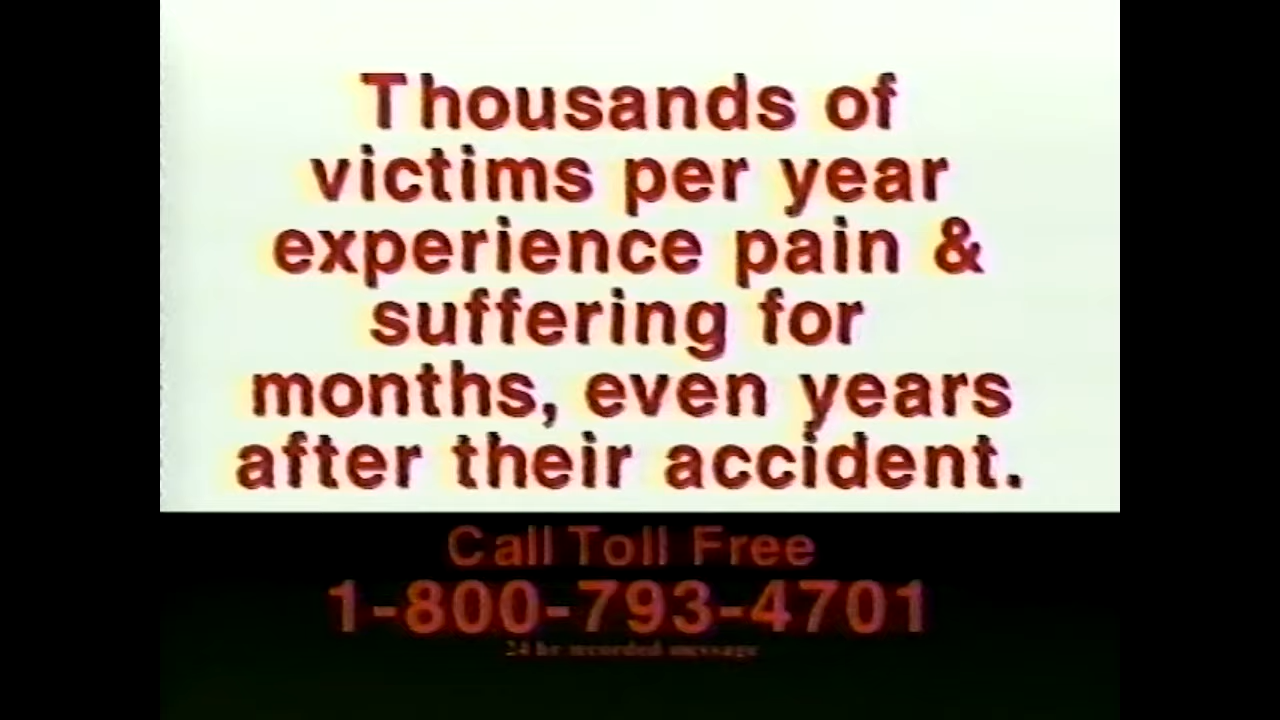 Thousands of
victims per year
experience pain &
suffering for
months, even years
after their accident.
Call Toll Free
1-800-793-4701
24 hr recorded message